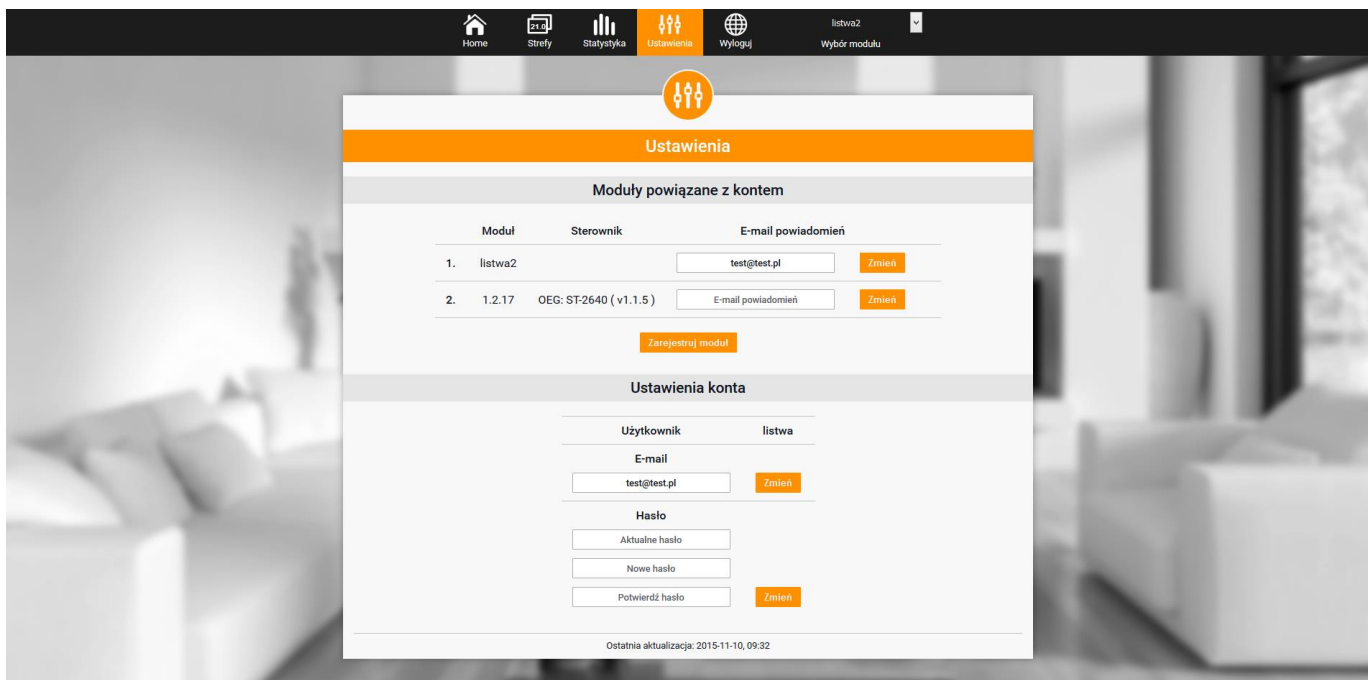 listwa2
21.0
Home Strefy Statystyka Ustawienia Wyloguj Wybór modułu
Ustawienia
Moduły powiązane z kontem
Moduł Sterownik E-mail powiadomień
1. listwa2 test@test.pl Zmień
2. 1.2.17 OEG: ST-2640 ( v1.1.5 ) E-mail powiadomień Zmień
Zarejestruj moduł
Ustawienia konta
Użytkownik listwa
E-mail
test@test.pl Zmień
Hasło
Aktualne hasło
Nowe hasło
Potwierdź hasło Zmień
Ostatnia aktualizacja: 2015-11-10, 09:32